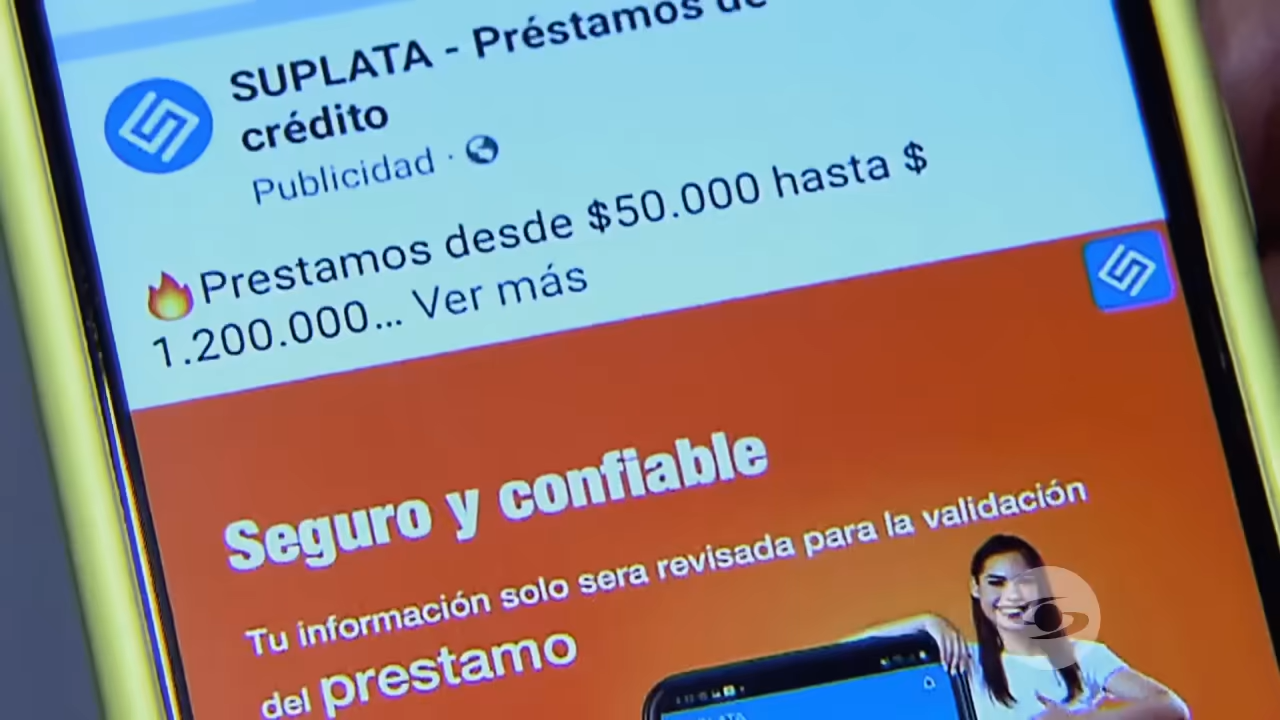 SUPLATA - Préstamos de
crédito
Publicidad ·
Prestamos desde $50.000 hasta $
1.200.000... Ver más
Seguro y confiable
Tu información solo sera revisada para la validación
del prestamo